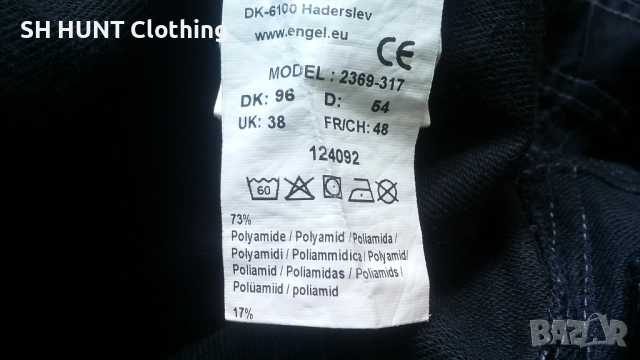 SH HUNT Clothing
DK-6100 Haderslev
www.engel.eu
CE
MODEL : 2369-317
DK: 96 D: 54
UK: 38 FR/CH: 48
124092
60
73%
Polyamide / Polyamid / Poliamida /
Polyamidi / Poliammidica / Polyamid/
Poliamid / Poliamidas / Poliamids /
Polüamiid / poliamid
17%
BAZAR